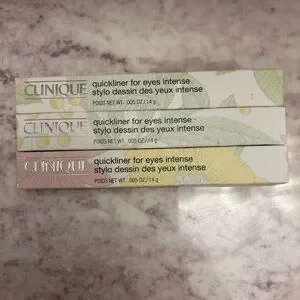 CLINIQUE
quickliner for eyes intense
stylo dessin des yeux intense
POIDS NET WT. .005 OZ/14 g
CLINIQUE
quickliner for eyes intense
stylo dessin des yeux intense
POIDS NET WT. .005 OZ/14 g
CLINIQUE
quickliner for eyes intense
stylo dessin des yeux intense
POIDS NET WT. .005 OZ/14 g